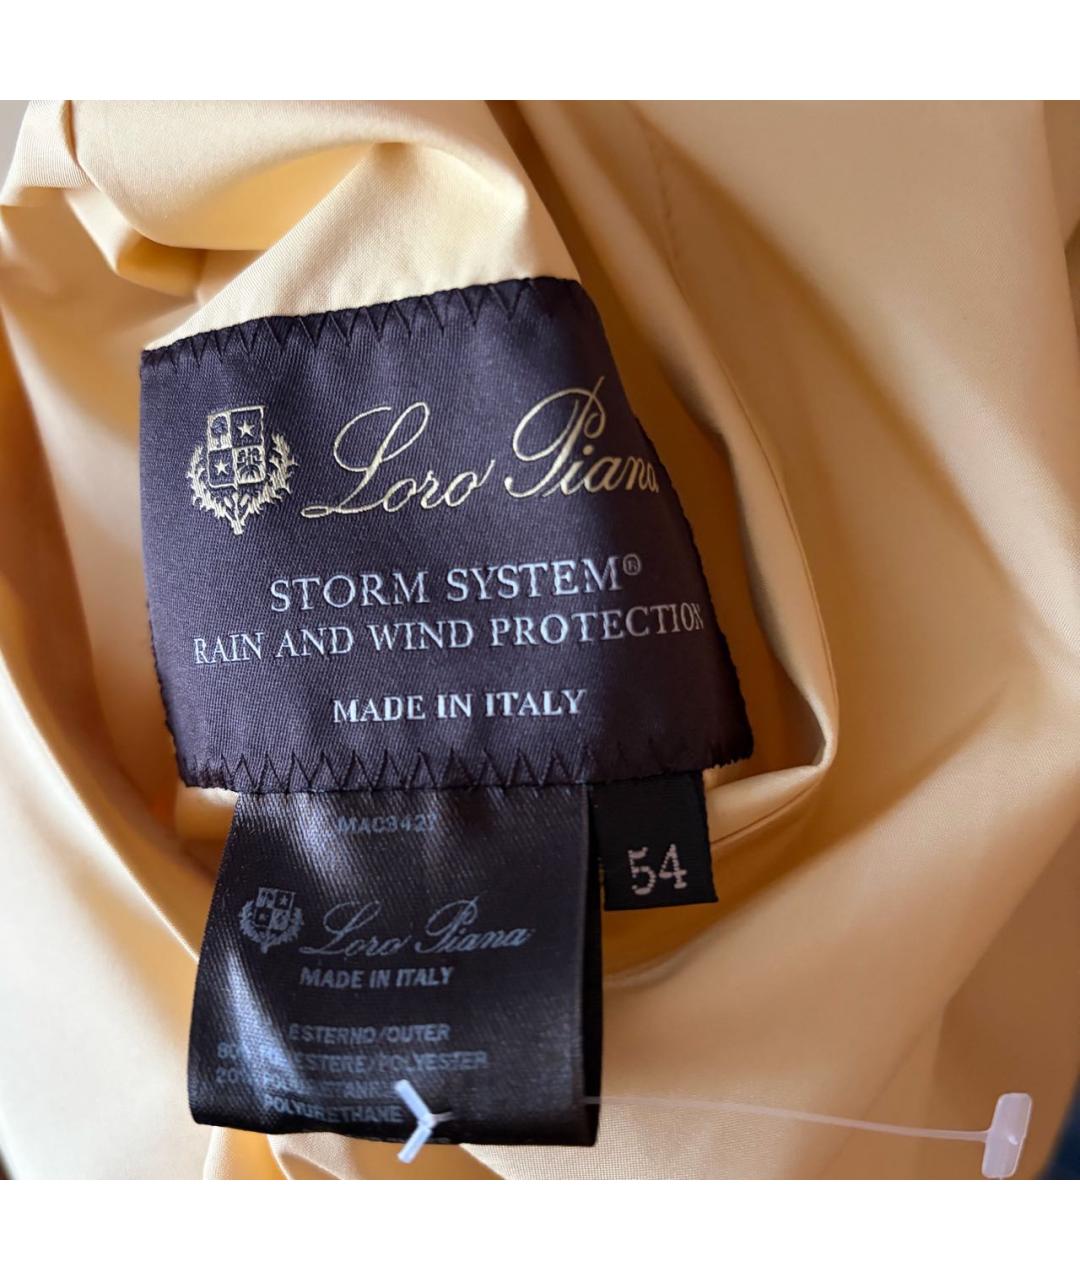 Loro Piana
STORM SYSTEM®
RAIN AND WIND PROTECTION
MADE IN ITALY
54
Loro Piana
MADE IN ITALY
ESTERNO/OUTER
POLYESTER
POLYURETHANE